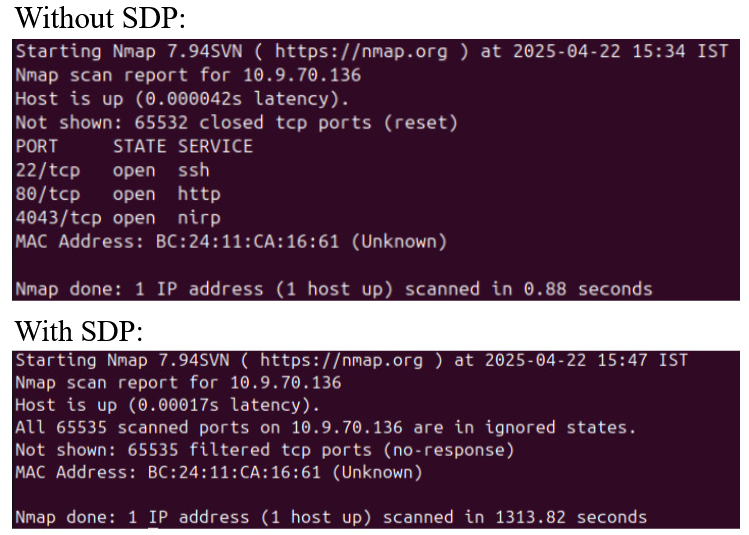 Without SDP:
Starting Nmap 7.94SVN ( https://nmap.org ) at 2025-04-22 15:34 IST
Nmap scan report for 10.9.70.136
Host is up (0.000042s latency).
Not shown: 65532 closed tcp ports (reset)
PORT     STATE SERVICE
22/tcp   open  ssh
80/tcp   open  http
4043/tcp open  nirp
MAC Address: BC:24:11:CA:16:61 (Unknown)
Nmap done: 1 IP address (1 host up) scanned in 0.88 seconds
With SDP:
Starting Nmap 7.94SVN ( https://nmap.org ) at 2025-04-22 15:47 IST
Nmap scan report for 10.9.70.136
Host is up (0.00017s latency).
All 65535 scanned ports on 10.9.70.136 are in ignored states.
Not shown: 65535 filtered tcp ports (no-response)
MAC Address: BC:24:11:CA:16:61 (Unknown)
Nmap done: 1 IP address (1 host up) scanned in 1313.82 seconds